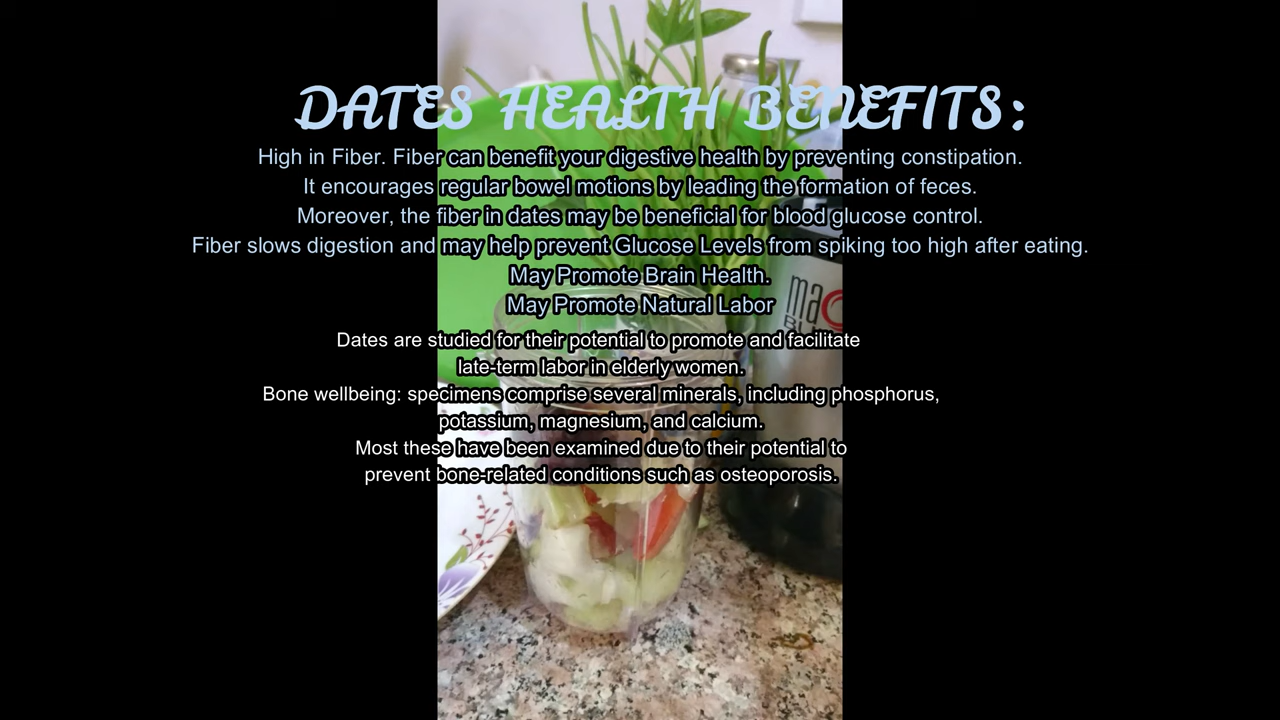 DATES HEALTH BENEFITS:
High in Fiber. Fiber can benefit your digestive health by preventing constipation.
It encourages regular bowel motions by leading the formation of feces.
Moreover, the fiber in dates may be beneficial for blood glucose control.
Fiber slows digestion and may help prevent Glucose Levels from spiking too high after eating.
May Promote Brain Health.
May Promote Natural Labor
Dates are studied for their potential to promote and facilitate
late-term labor in elderly women.
Bone wellbeing: specimens comprise several minerals, including phosphorus,
potassium, magnesium, and calcium.
Most these have been examined due to their potential to
prevent bone-related conditions such as osteoporosis.